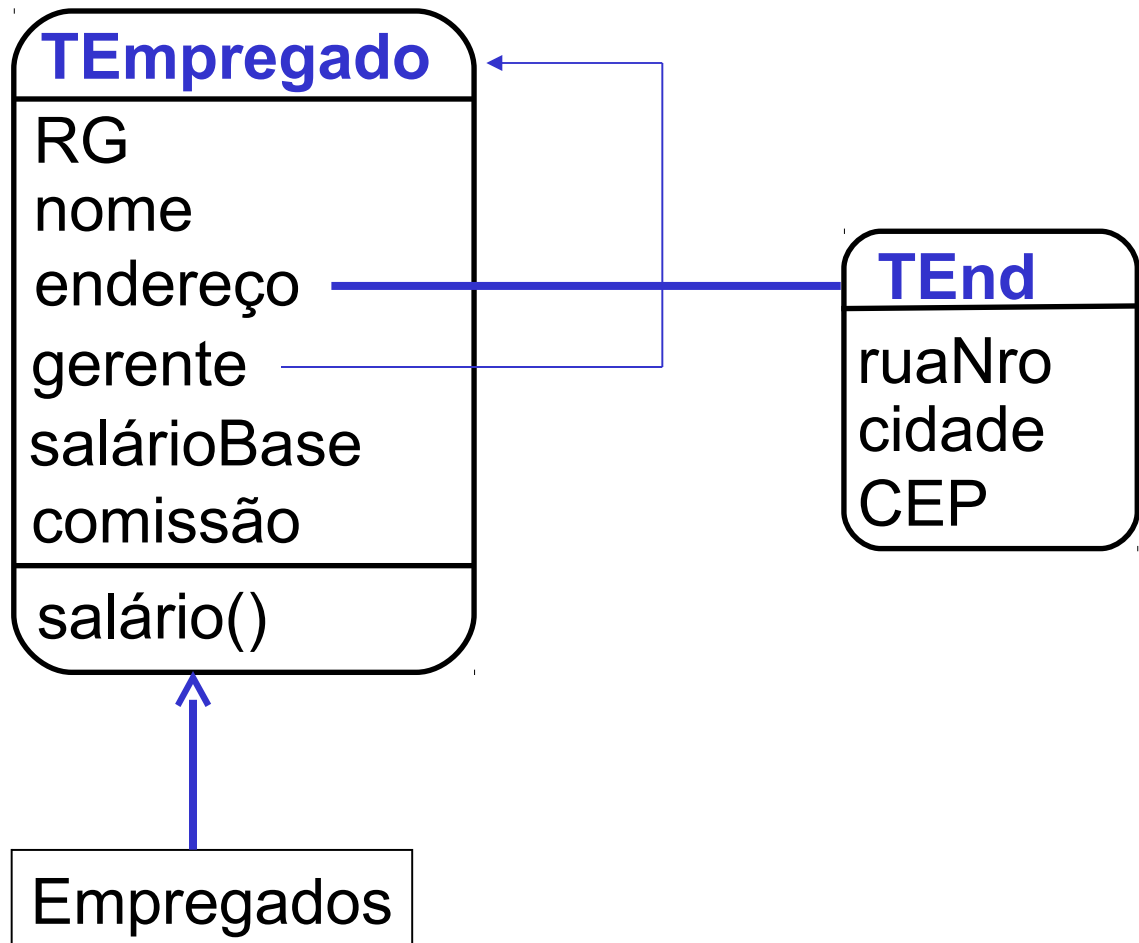 TEmpregado
RG
nome
endereço
gerente
salárioBase
comissão
salário()
TEnd
ruaNro
cidade
CEP
Empregados